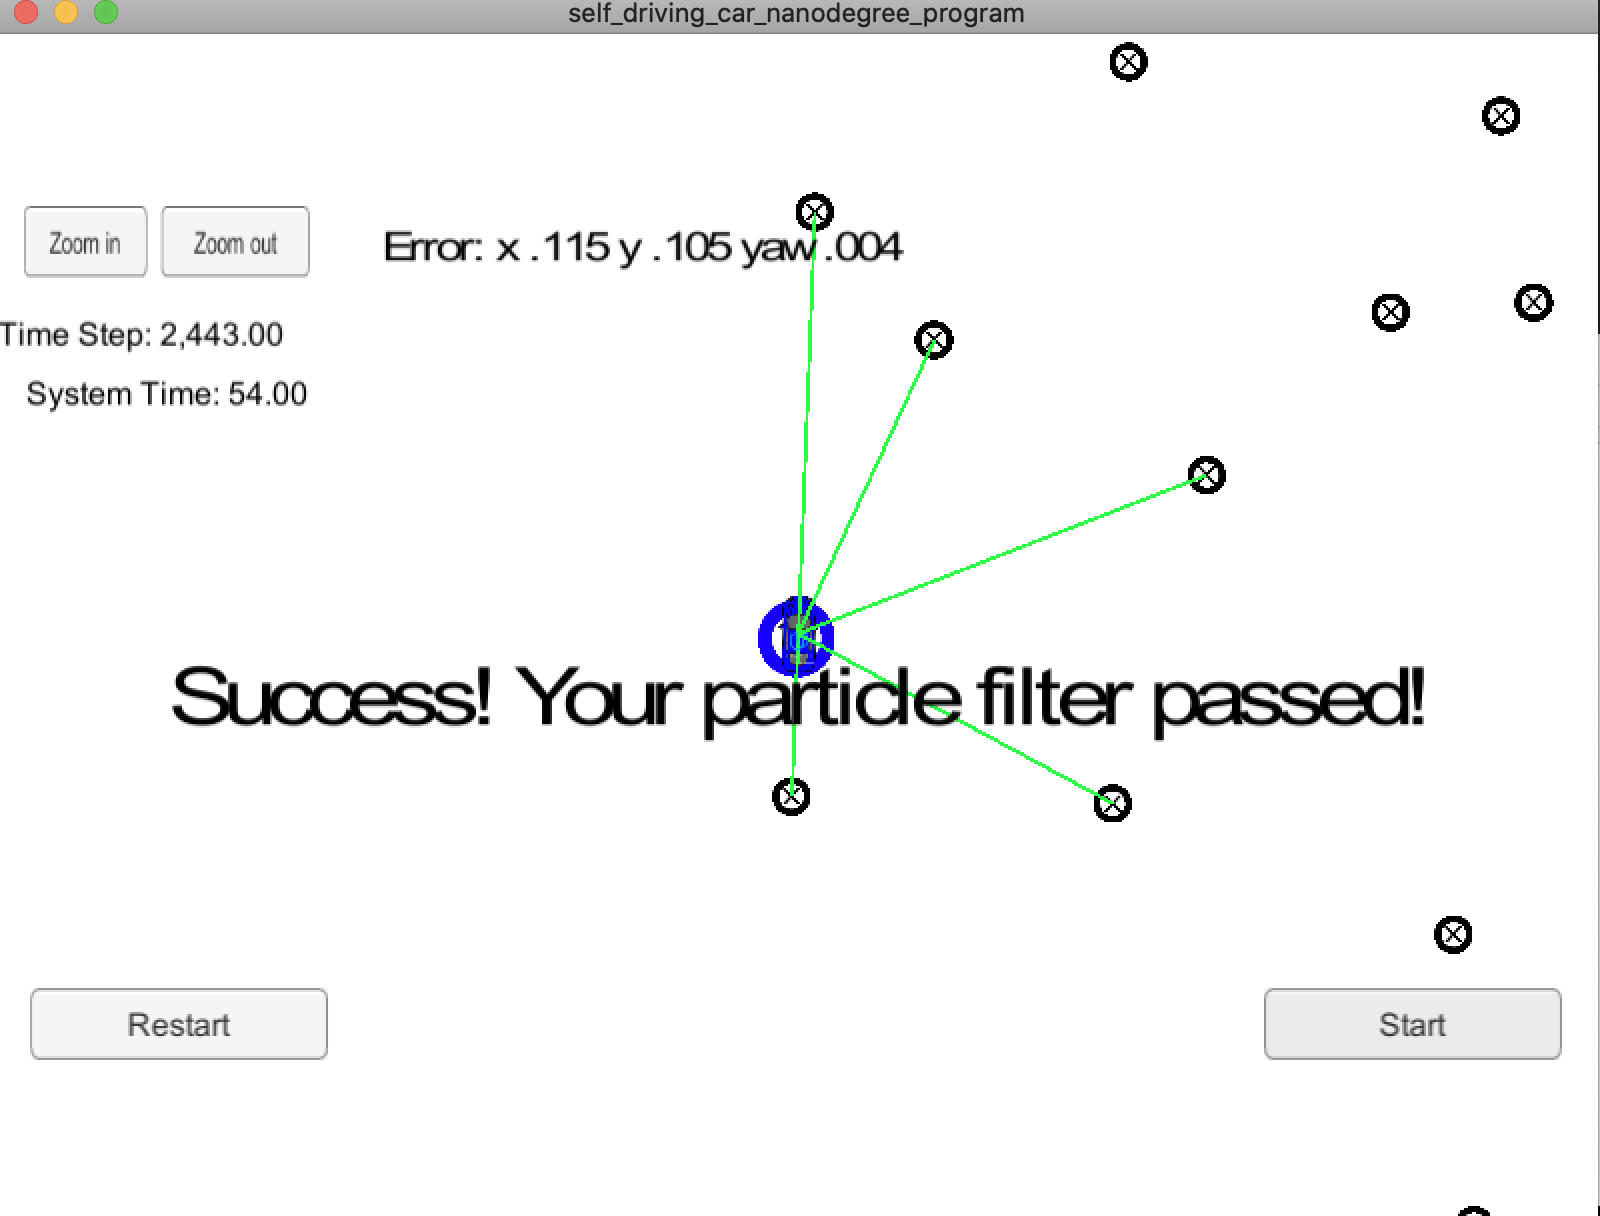 self_driving_car_nanodegree_program
Zoom in
Zoom out
Error: x .115 y .105 yaw .004
Time Step: 2,443.00
System Time: 54.00
Success! Your particle filter passed!
Restart
Start